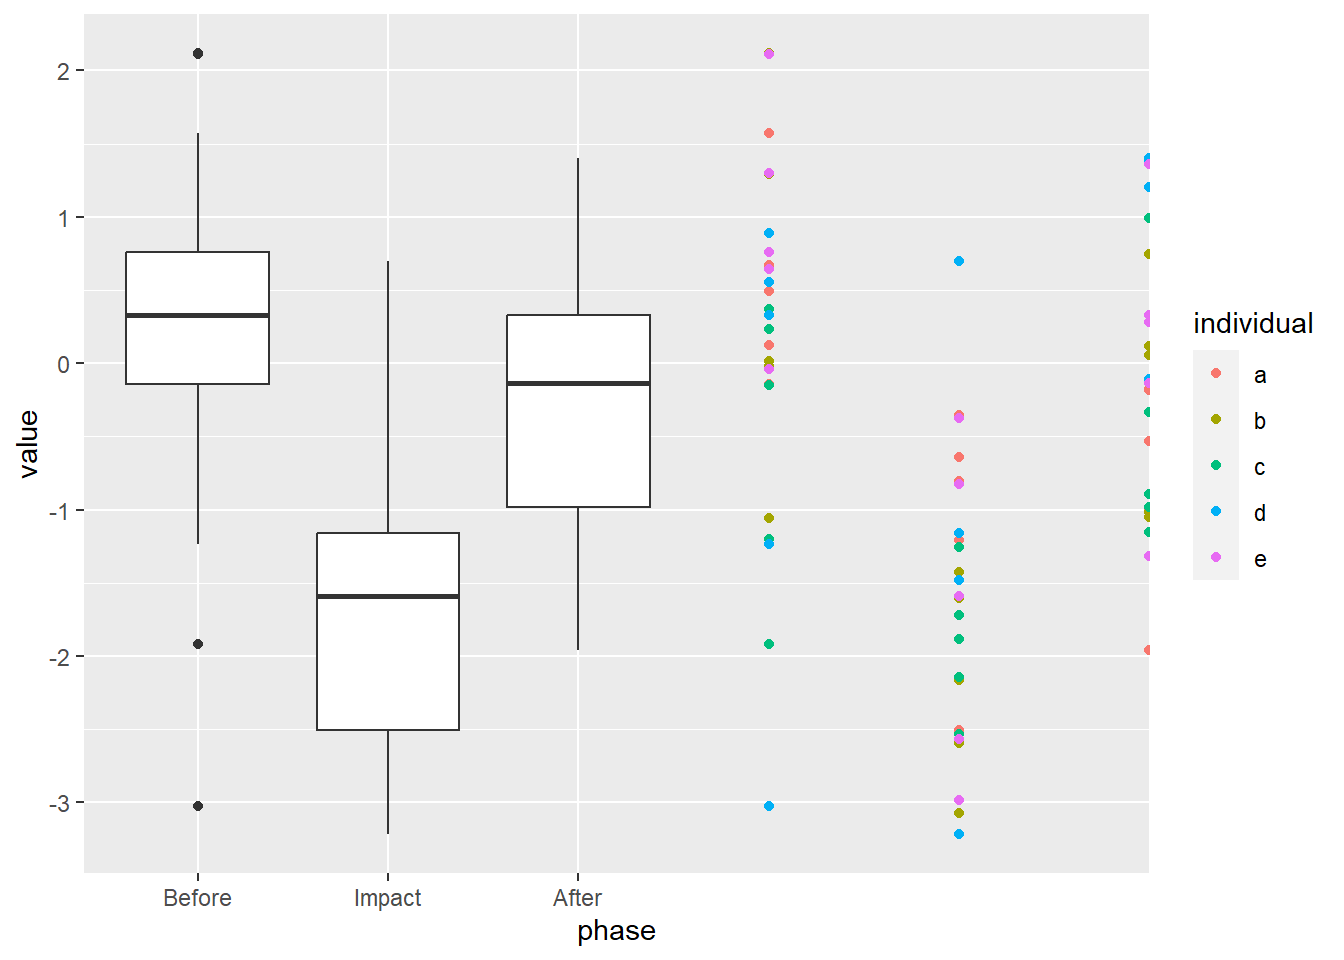 2
1
0
-1
-2
-3
value
Before Impact After
phase
individual
a
b
c
d
e